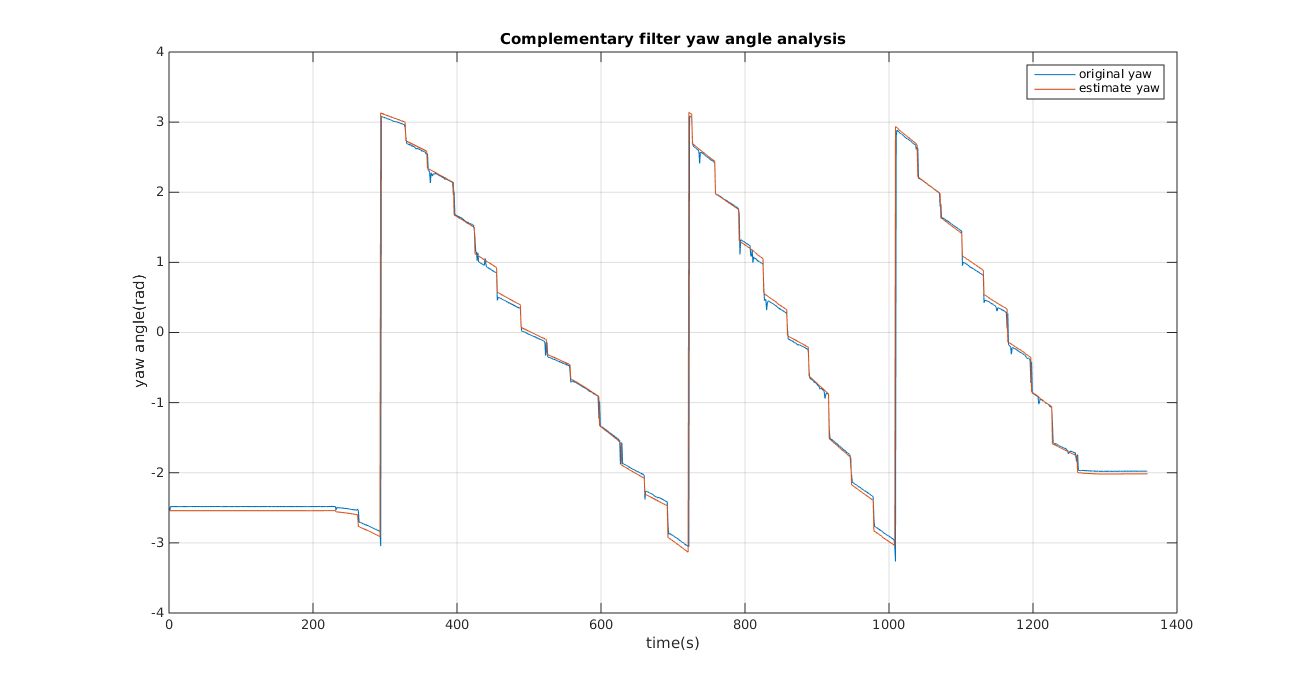 Complementary filter yaw angle analysis
original yaw
estimate yaw
yaw angle(rad)
4
3
2
1
0
-1
-2
-3
-4
0 200 400 600 800 1000 1200 1400
time(s)